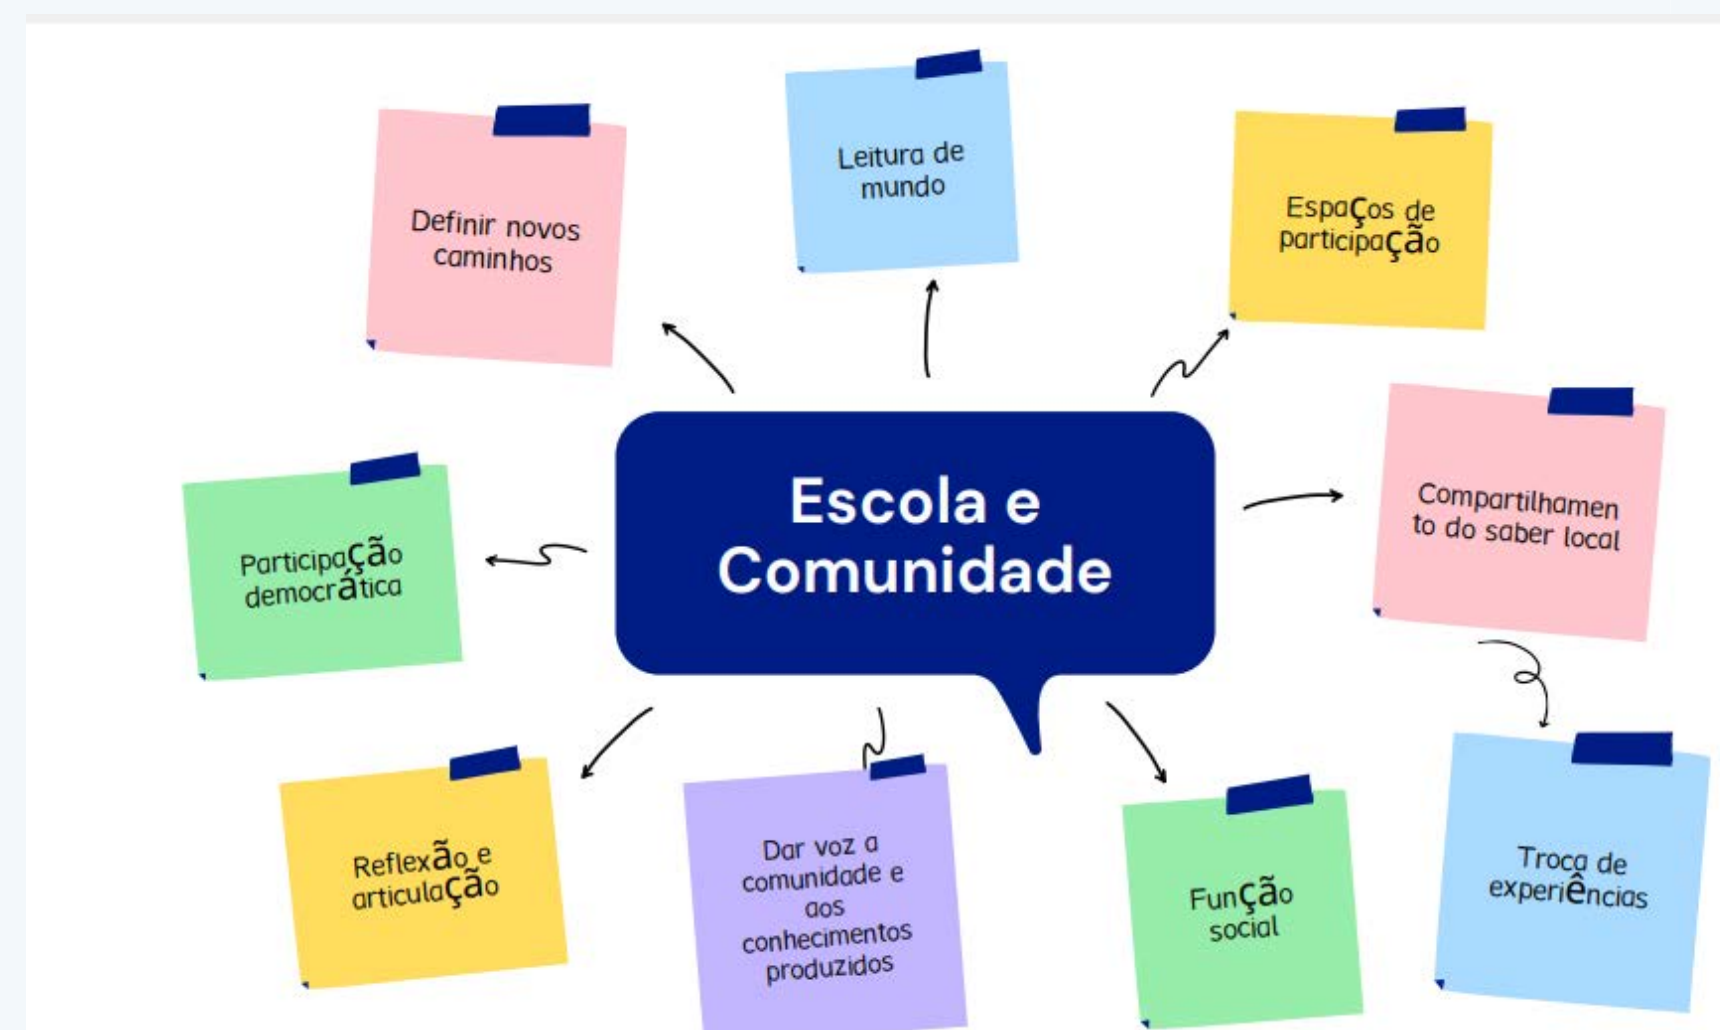 Definir novos
caminhos
Leitura de
mundo
Espaços de
participação
Escola e
Comunidade
Compartilhamen
to do saber local
Participação
democrática
Reflexão e
articulação
Dar voz a
comunidade e
aos
conhecimentos
produzidos
Função
social
Troca de
experiências